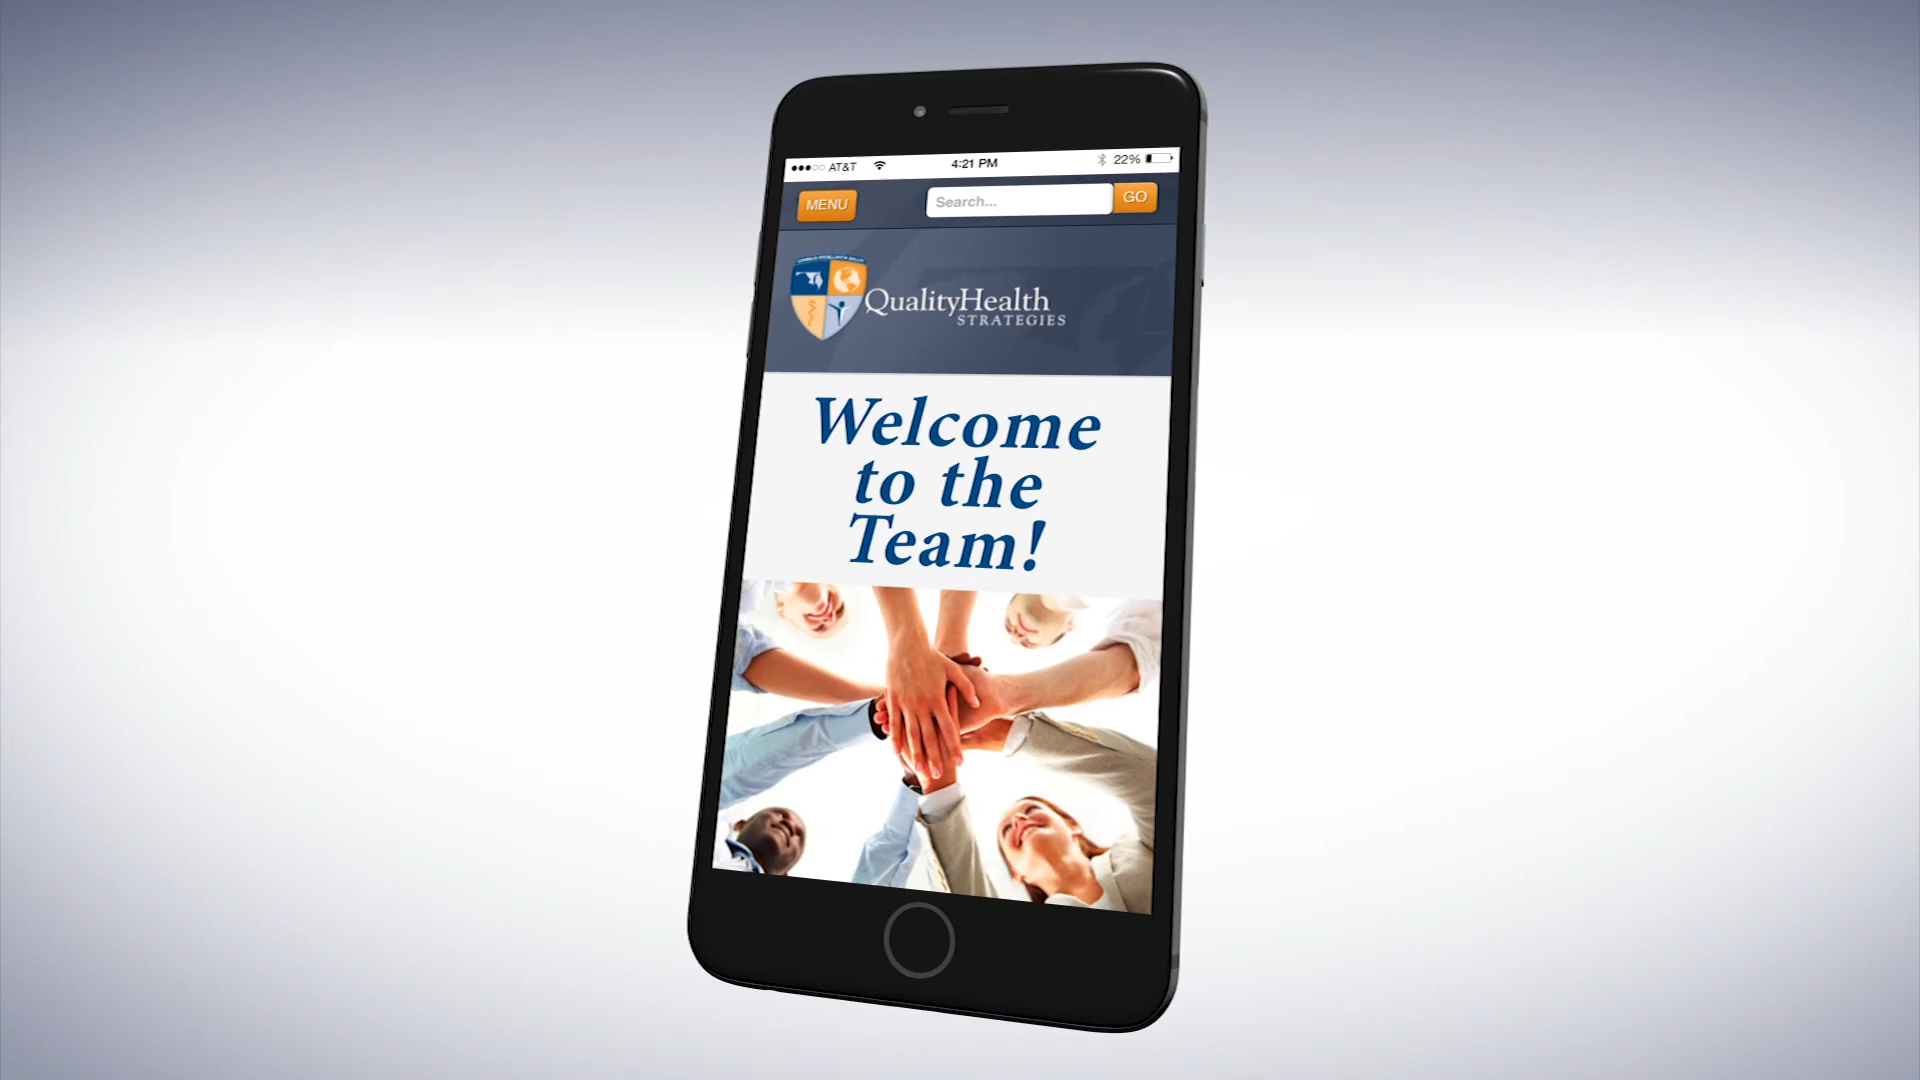 AT&T 4:21 PM 22%
MENU Search... GO
QualityHealth
STRATEGIES
Welcome
to the
Team!